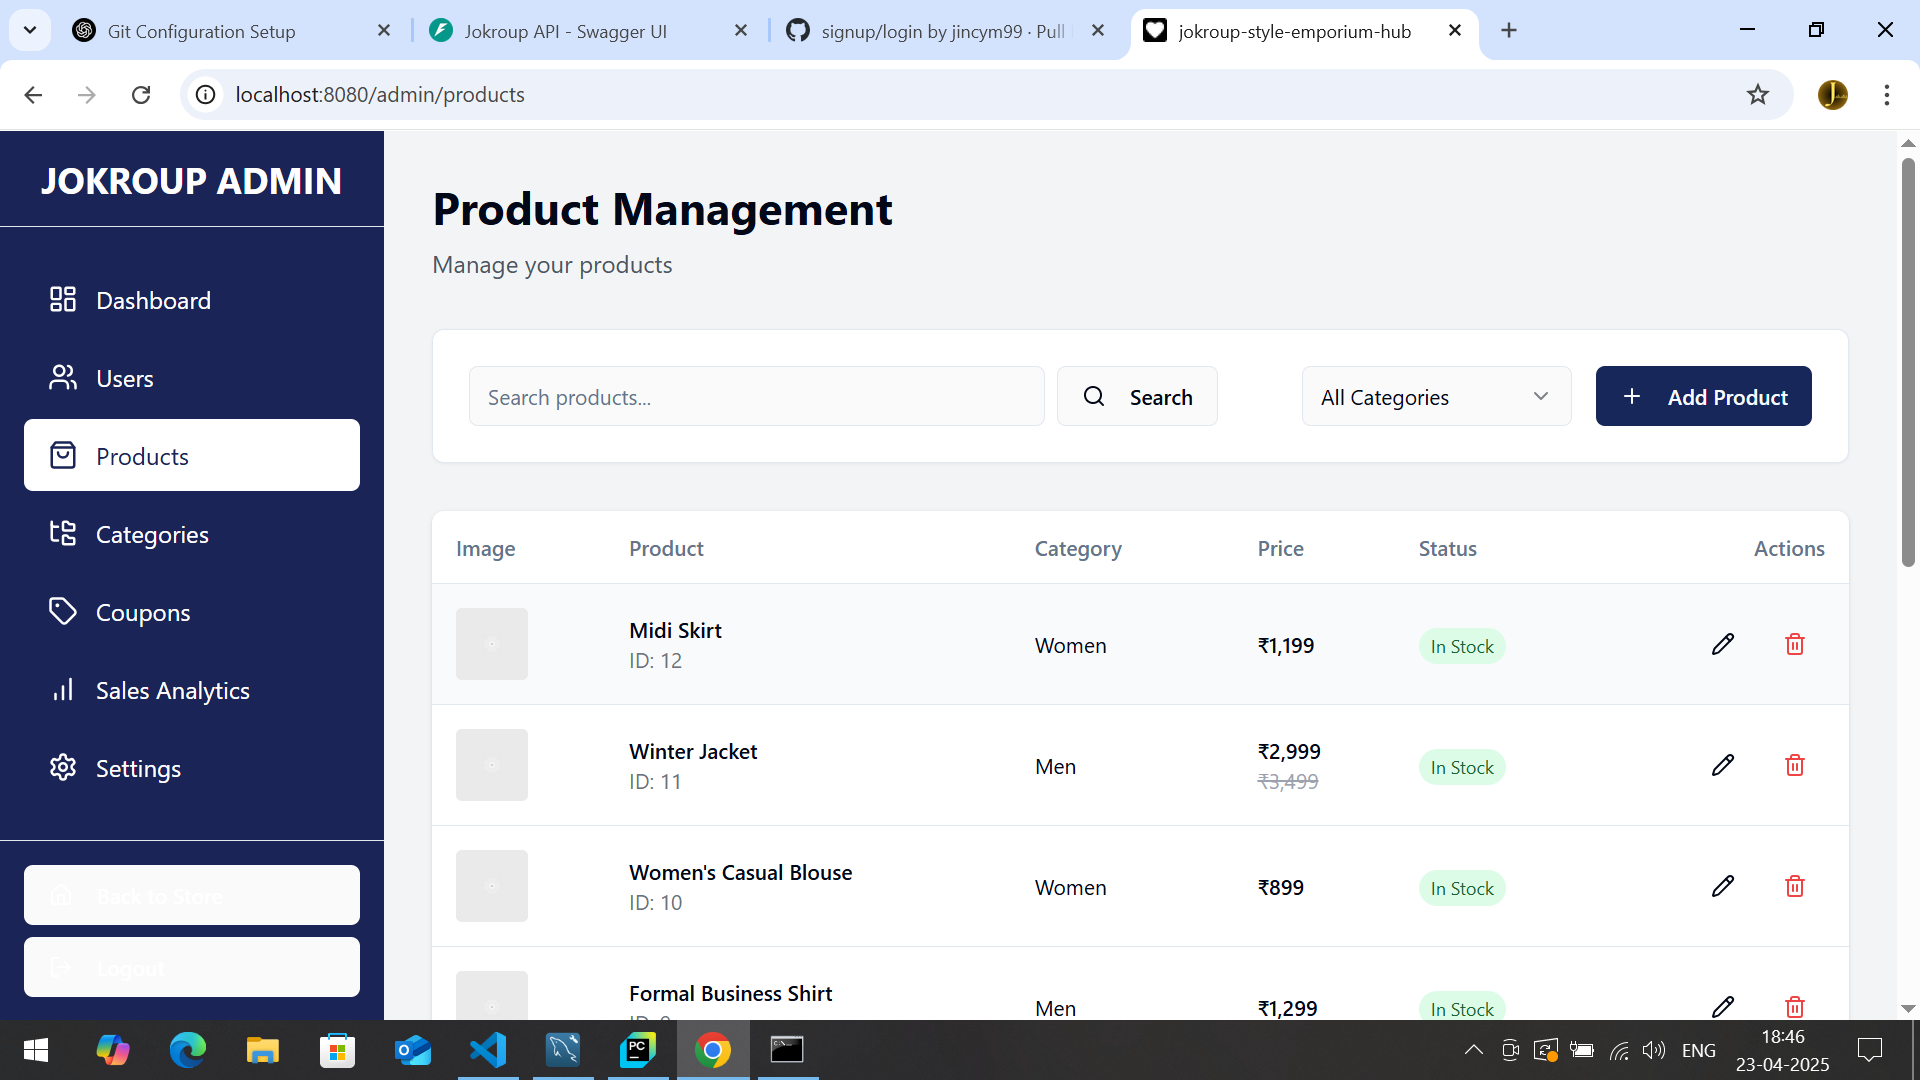 Git Configuration Setup
Jokroup API - Swagger UI
signup/login by jincym99 · Pull
jokroup-style-emporium-hub
localhost:8080/admin/products
JOKROUP ADMIN
Dashboard
Users
Products
Categories
Coupons
Sales Analytics
Settings
Back to Store
Logout
Product Management
Manage your products
Search products...
Search
All Categories
Add Product
Image Product Category Price Status Actions
Midi Skirt
ID: 12
Women
₹1,199
In Stock
Winter Jacket
ID: 11
Men
₹2,999
₹3,499
In Stock
Women's Casual Blouse
ID: 10
Women
₹899
In Stock
Formal Business Shirt
Men
₹1,299
In Stock
PC
ENG
18:46
23-04-2025